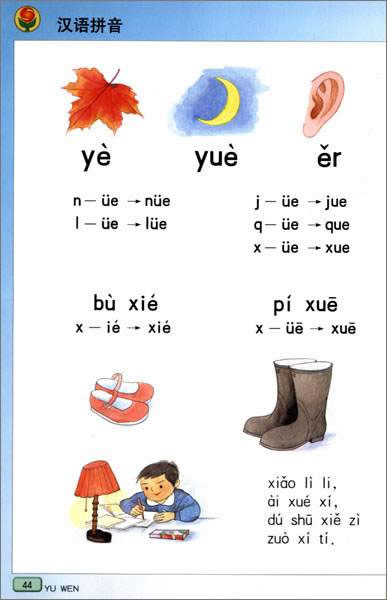 汉语拼音
yè yuè ěr
n — üe → nüe j — üe → jue
l — üe → lüe q — üe → que
x — üe → xue
bù xié pí xuē
x — ié → xié x — üē → xuē
xiǎo lì li,
ài xué xí,
dú shū xiě zì
zuò xí tí.
44 YU WEN